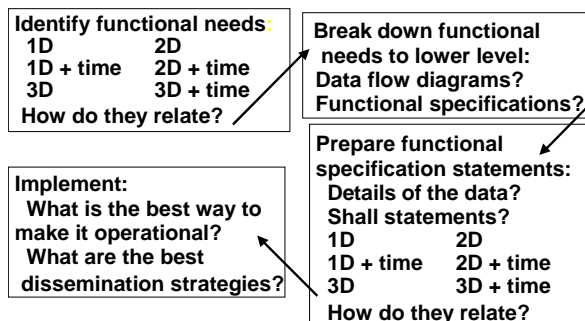 Identify functional needs:
1D 2D
1D + time 2D + time
3D 3D + time
How do they relate?
Break down functional
needs to lower level:
Data flow diagrams?
Functional specifications?
Prepare functional
specification statements:
Details of the data?
Shall statements?
1D 2D
1D + time 2D + time
3D 3D + time
How do they relate?
Implement:
What is the best way to
make it operational?
What are the best
dissemination strategies?